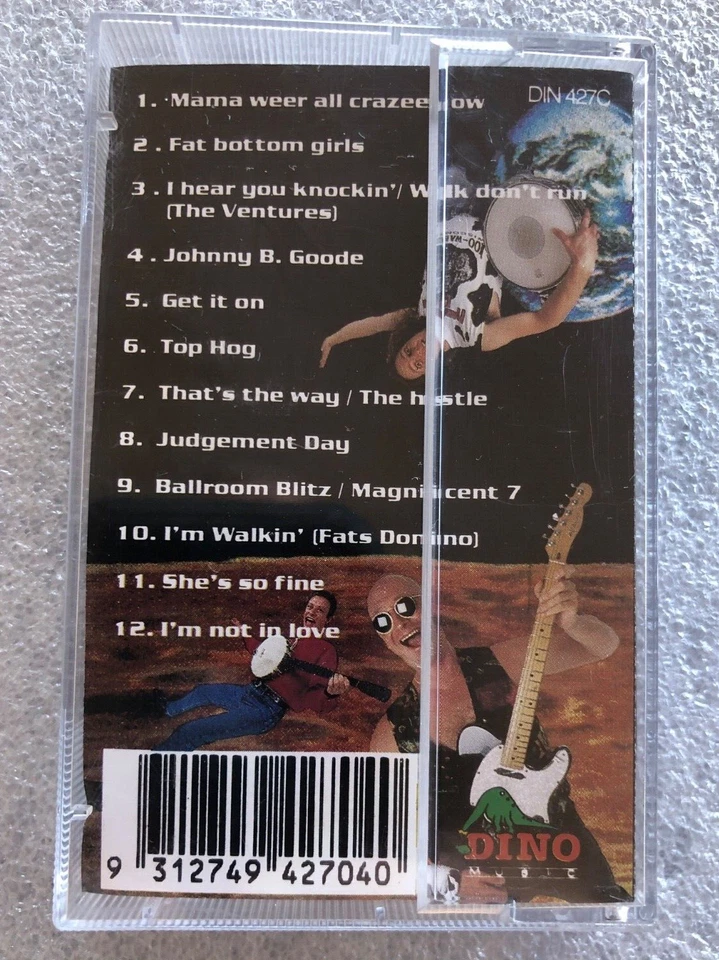 1. Mama weer all crazee now
DIN 427C
2. Fat bottom girls
3. I hear you knockin'/ Walk don't run
(The Ventures)
4. Johnny B. Goode
5. Get it on
6. Top Hog
7. That's the way / The hustle
8. Judgement Day
9. Ballroom Blitz / Magnificent 7
10. I'm Walkin' (Fats Domino)
11. She's so fine
12. I'm not in love
9 312749 427040
DINO
Music